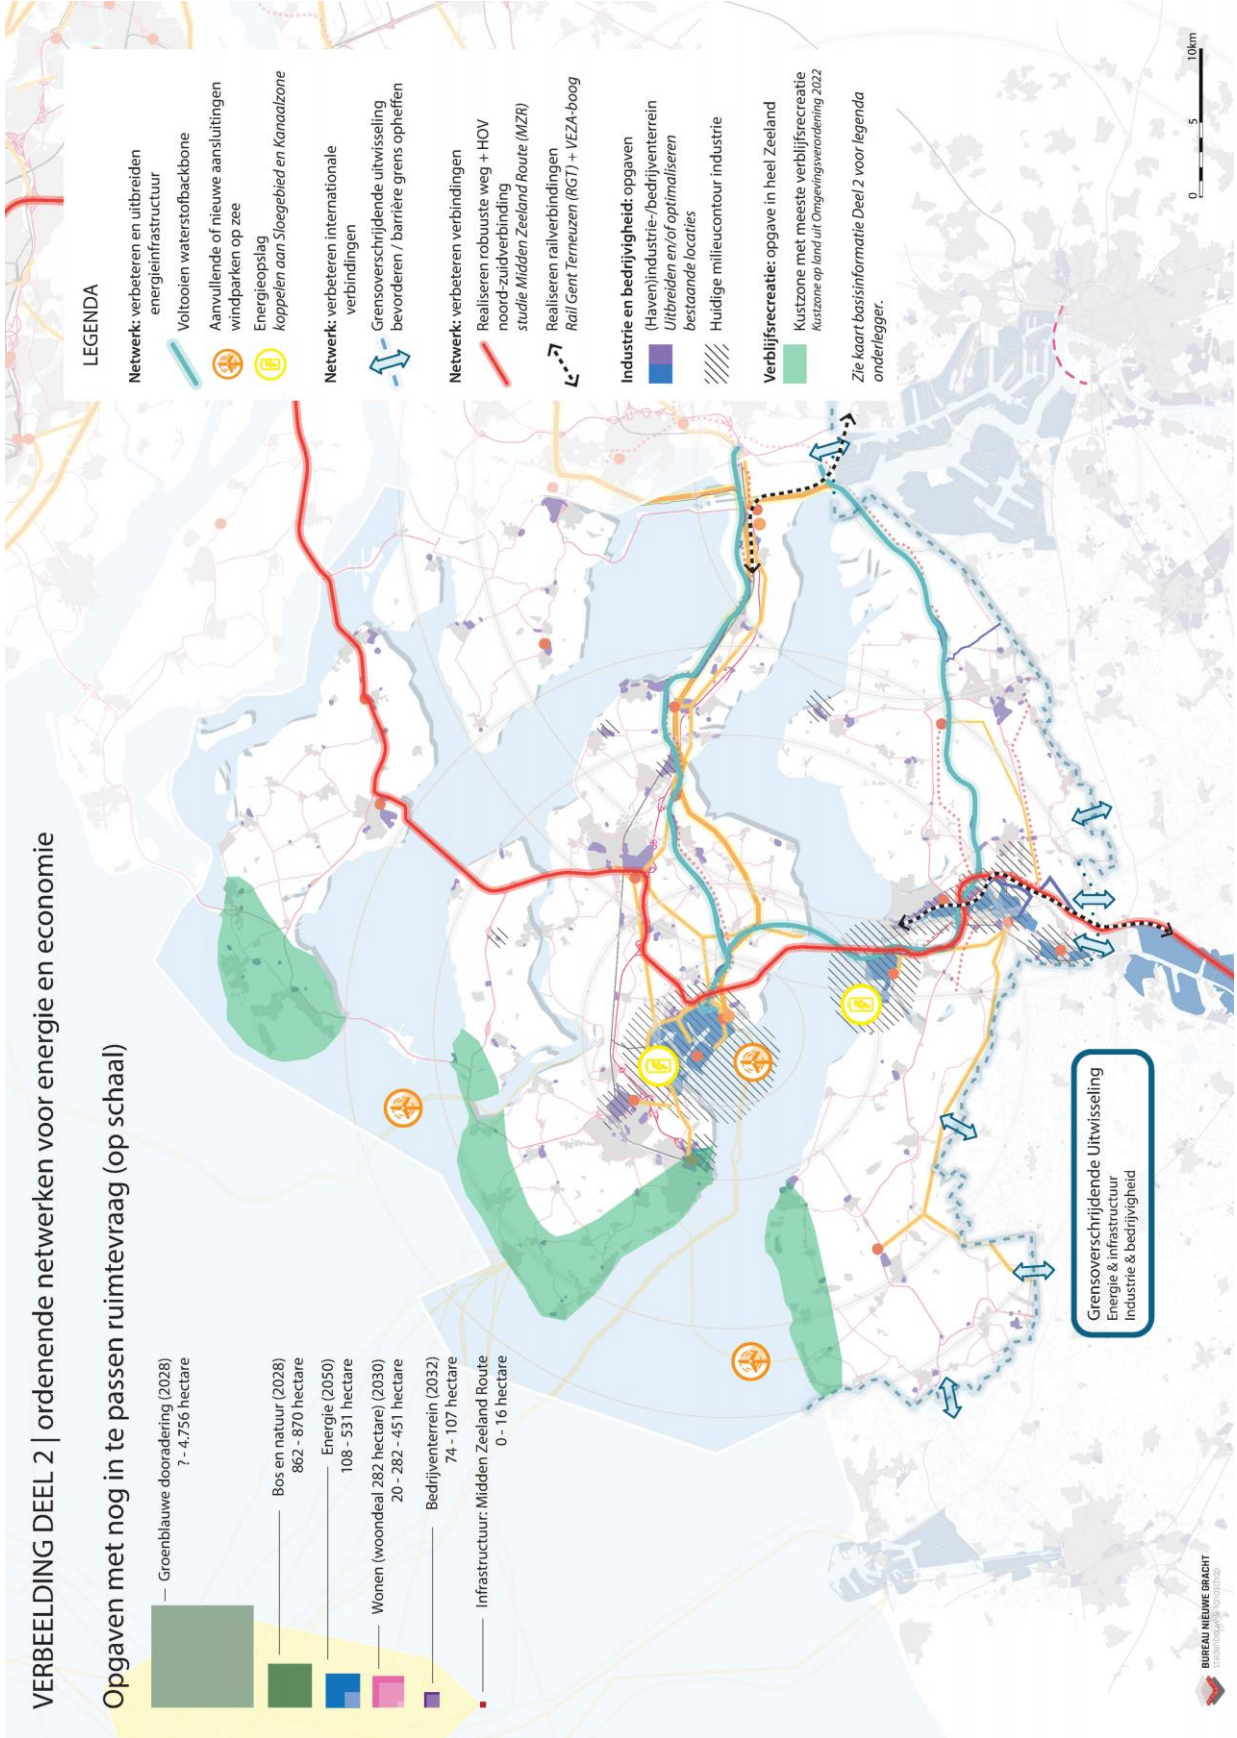 VERBEELDING DEEL 2 | ordenende netwerken voor energie en economie
Opgaven met nog in te passen ruimtevraag (op schaal)
Groenblauwe dooradering (2028)
? - 4.756 hectare
Bos en natuur (2028)
862 - 870 hectare
Energie (2050)
108 - 531 hectare
Wonen (woondeal 282 hectare) (2030)
20 - 282 - 451 hectare
Bedrijventerrein (2032)
74 - 107 hectare
Infrastructuur: Midden Zeeland Route
0 - 16 hectare
LEGENDA
Netwerk: verbeteren en uitbreiden
energieinfrastructuur
Voltooien waterstofbackbone
Aanvullende of nieuwe aansluitingen
windparken op zee
Energieopslag
koppelen aan Sloegebied en Kanaalzone
Netwerk: verbeteren internationale
verbindingen
Grensoverschrijdende uitwisseling
bevorderen / barrière grens opheffen
Netwerk: verbeteren verbindingen
Realiseren robuuste weg + HOV
noord-zuidverbinding
studie Midden Zeeland Route (MZR)
Realiseren railverbindingen
Rail Gent Terneuzen (RGT) + VEZA-boog
Industrie en bedrijvigheid: opgaven
(Haven)industrie-/bedrijventerrein
Uitbreiden en/of optimaliseren
bestaande locaties
Huidige milieucontour industrie
Verblijfsrecreatie: opgave in heel Zeeland
Kustzone met meeste verblijfsrecreatie
Kustzone op land uit Omgevingsverordening 2022
Zie kaart basisinformatie Deel 2 voor legenda
onderlegger.
Grensoverschrijdende Uitwisseling
Energie & infrastructuur
Industrie & bedrijvigheid
0 5 10km
BUREAU NIEUWE GRACHT
stedenbouw & landschap